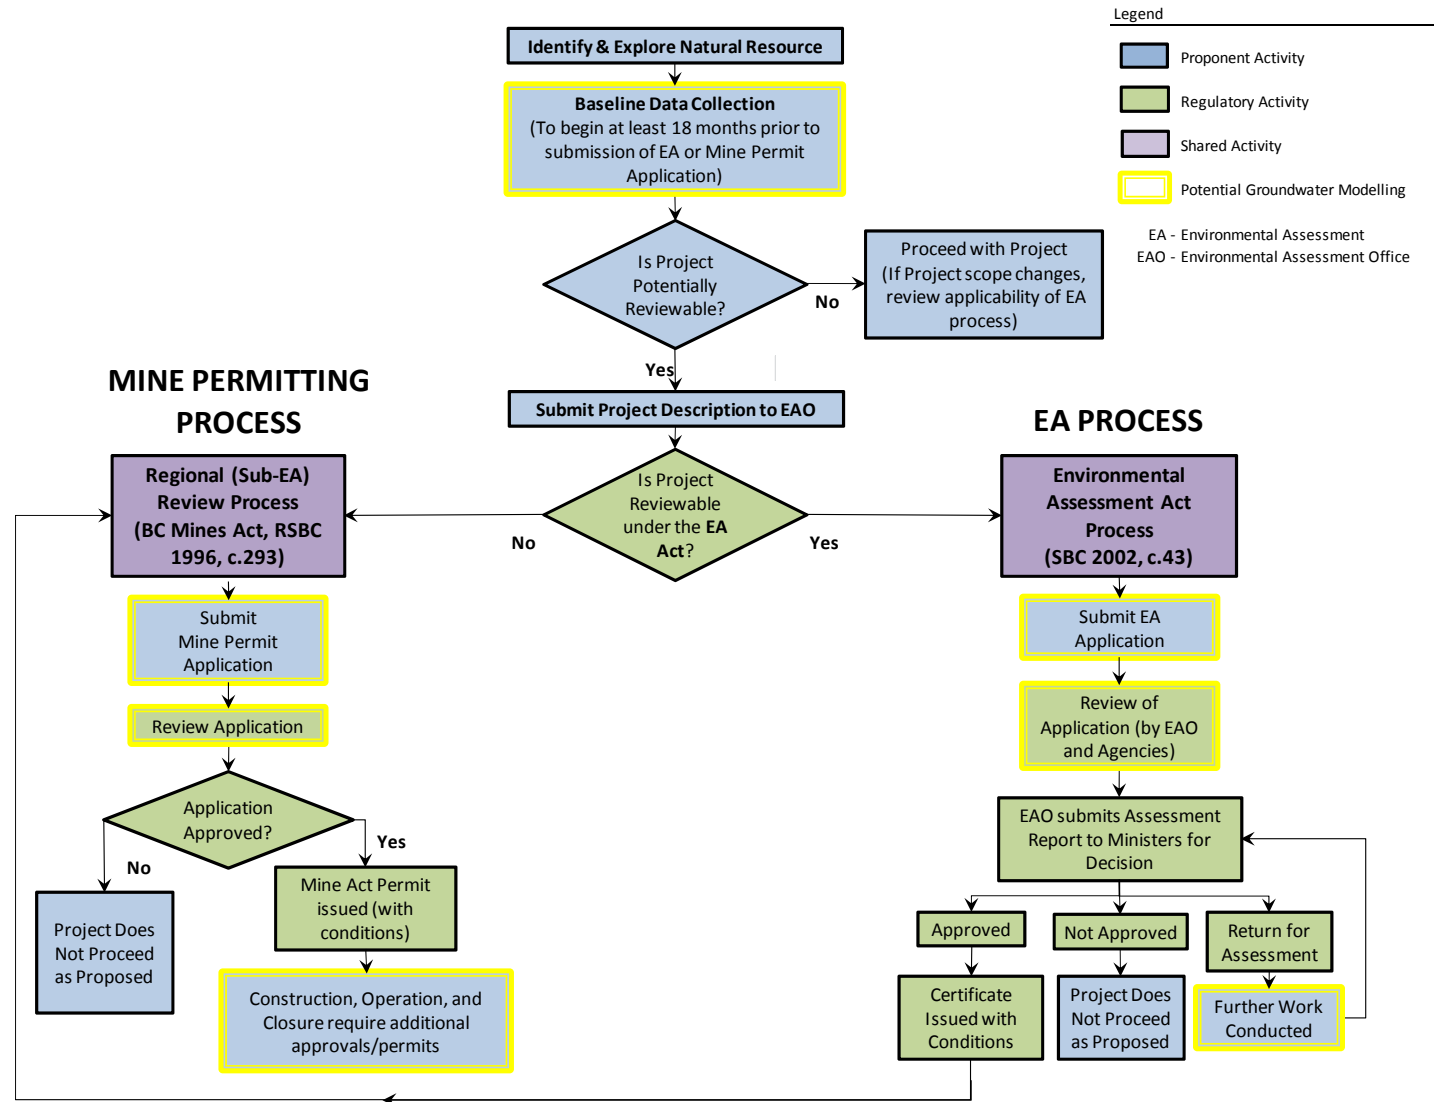 Legend
Proponent Activity
Regulatory Activity
Shared Activity
Potential Groundwater Modelling
EA - Environmental Assessment
EAO - Environmental Assessment Office
Identify & Explore Natural Resource
Baseline Data Collection
(To begin at least 18 months prior to
submission of EA or Mine Permit
Application)
Is Project
Potentially
Reviewable?
No
Proceed with Project
(If Project scope changes,
review applicability of EA
process)
Yes
Submit Project Description to EAO
Is Project
Reviewable
under the EA
Act?
No
Yes
MINE PERMITTING
PROCESS
Regional (Sub-EA)
Review Process
(BC Mines Act, RSBC
1996, c.293)
Submit
Mine Permit
Application
Review Application
Application
Approved?
No
Yes
Project Does
Not Proceed
as Proposed
Mine Act Permit
issued (with
conditions)
Construction, Operation, and
Closure require additional
approvals/permits
EA PROCESS
Environmental
Assessment Act
Process
(SBC 2002, c.43)
Submit EA
Application
Review of
Application (by EAO
and Agencies)
EAO submits Assessment
Report to Ministers for
Decision
Approved
Not Approved
Return for
Assessment
Certificate
Issued with
Conditions
Project Does
Not Proceed
as Proposed
Further Work
Conducted